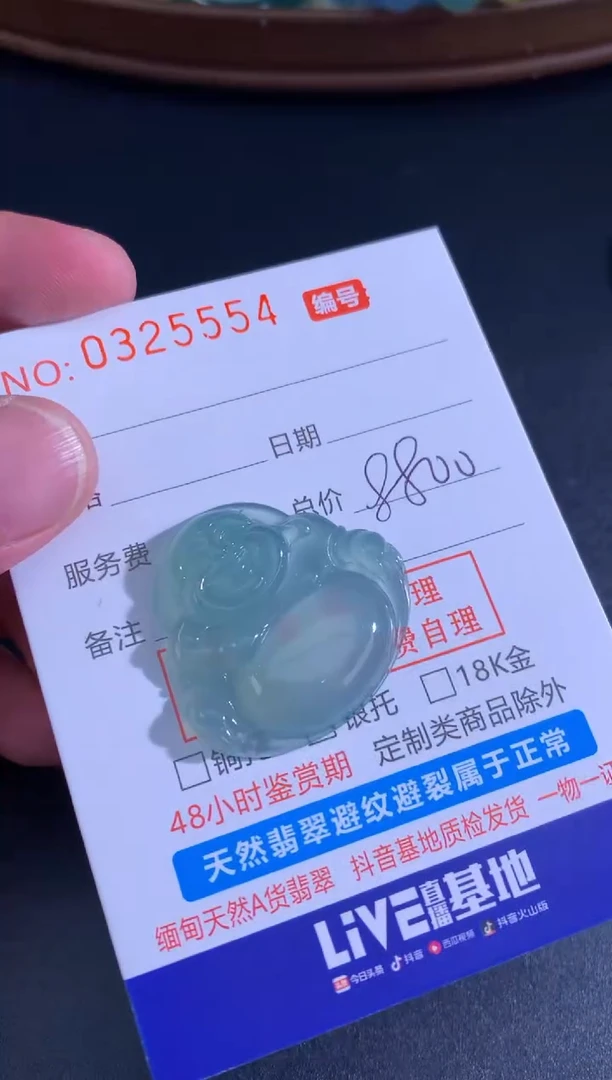 NO: 0325554 编号
日期
总价 8800
服务费
备注
理
费自理
银托 18K金
48小时鉴赏期 定制类商品除外
天然翡翠避纹避裂属于正常
缅甸天然A货翡翠 抖音基地质检发货 一物一证
LiVE直播基地
今日头条 抖音 西瓜视频 抖音火山版